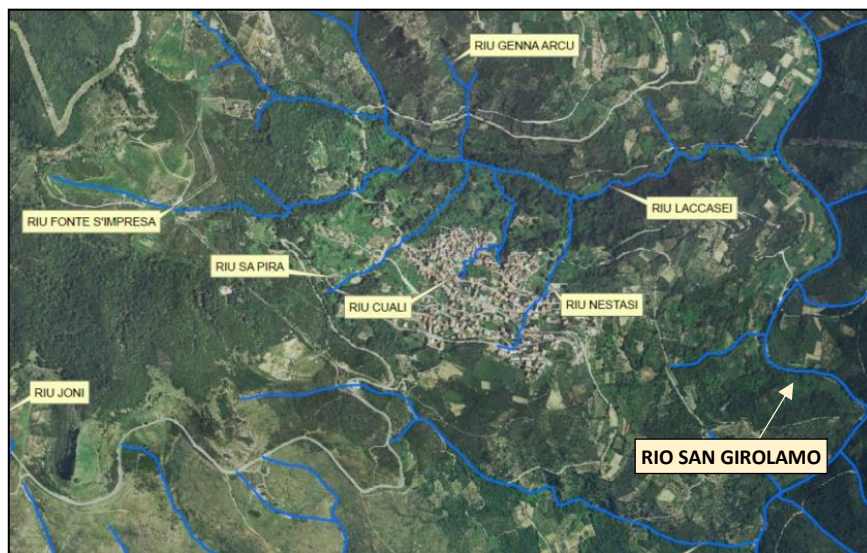 RIU GENNA ARCU
RIU FONTE S'IMPRESA
RIU LACCASEI
RIU SA PIRA
RIU CUALI
RIU NESTASI
RIU JONI
RIO SAN GIROLAMO